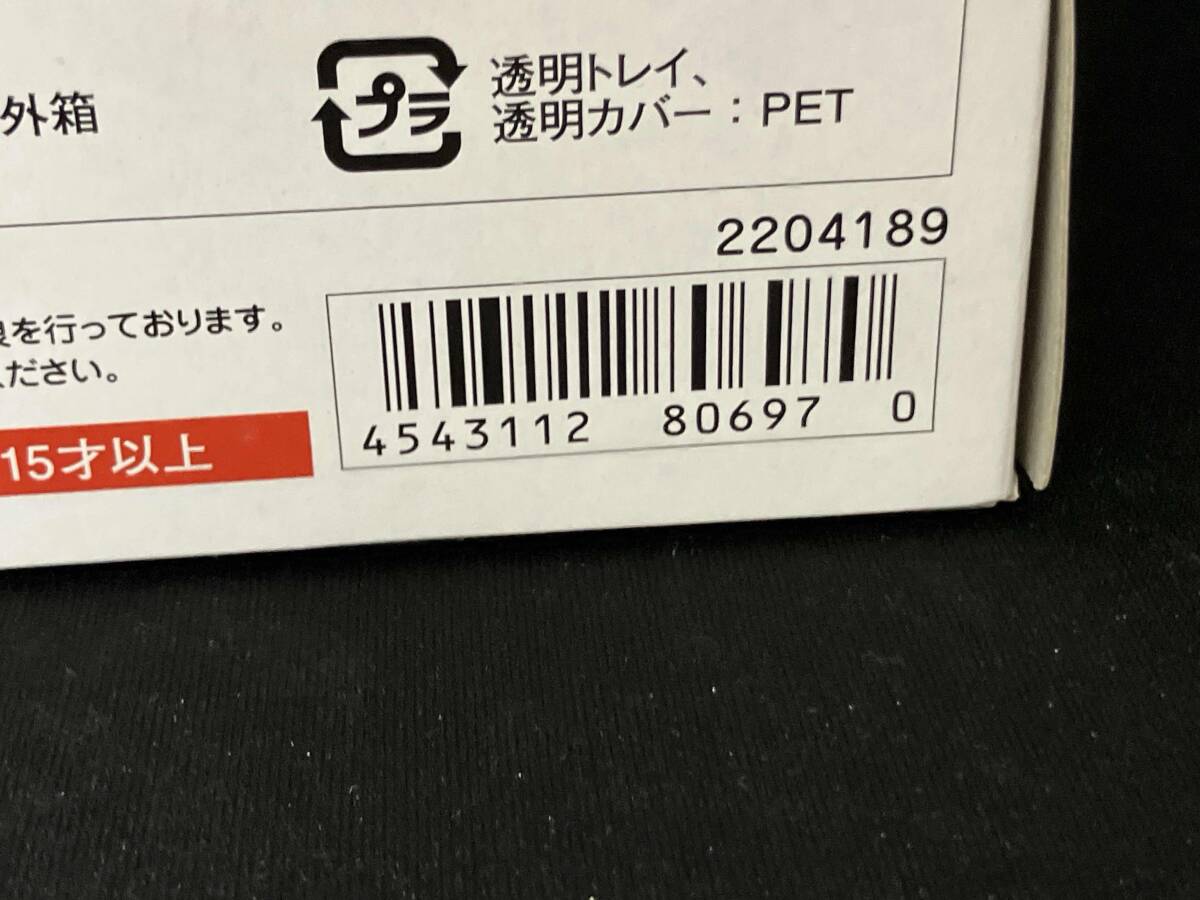 外箱
プラ
透明トレイ、
透明カバー：PET
2204189
を行っております。
ください。
4543112 80697 0
15才以上